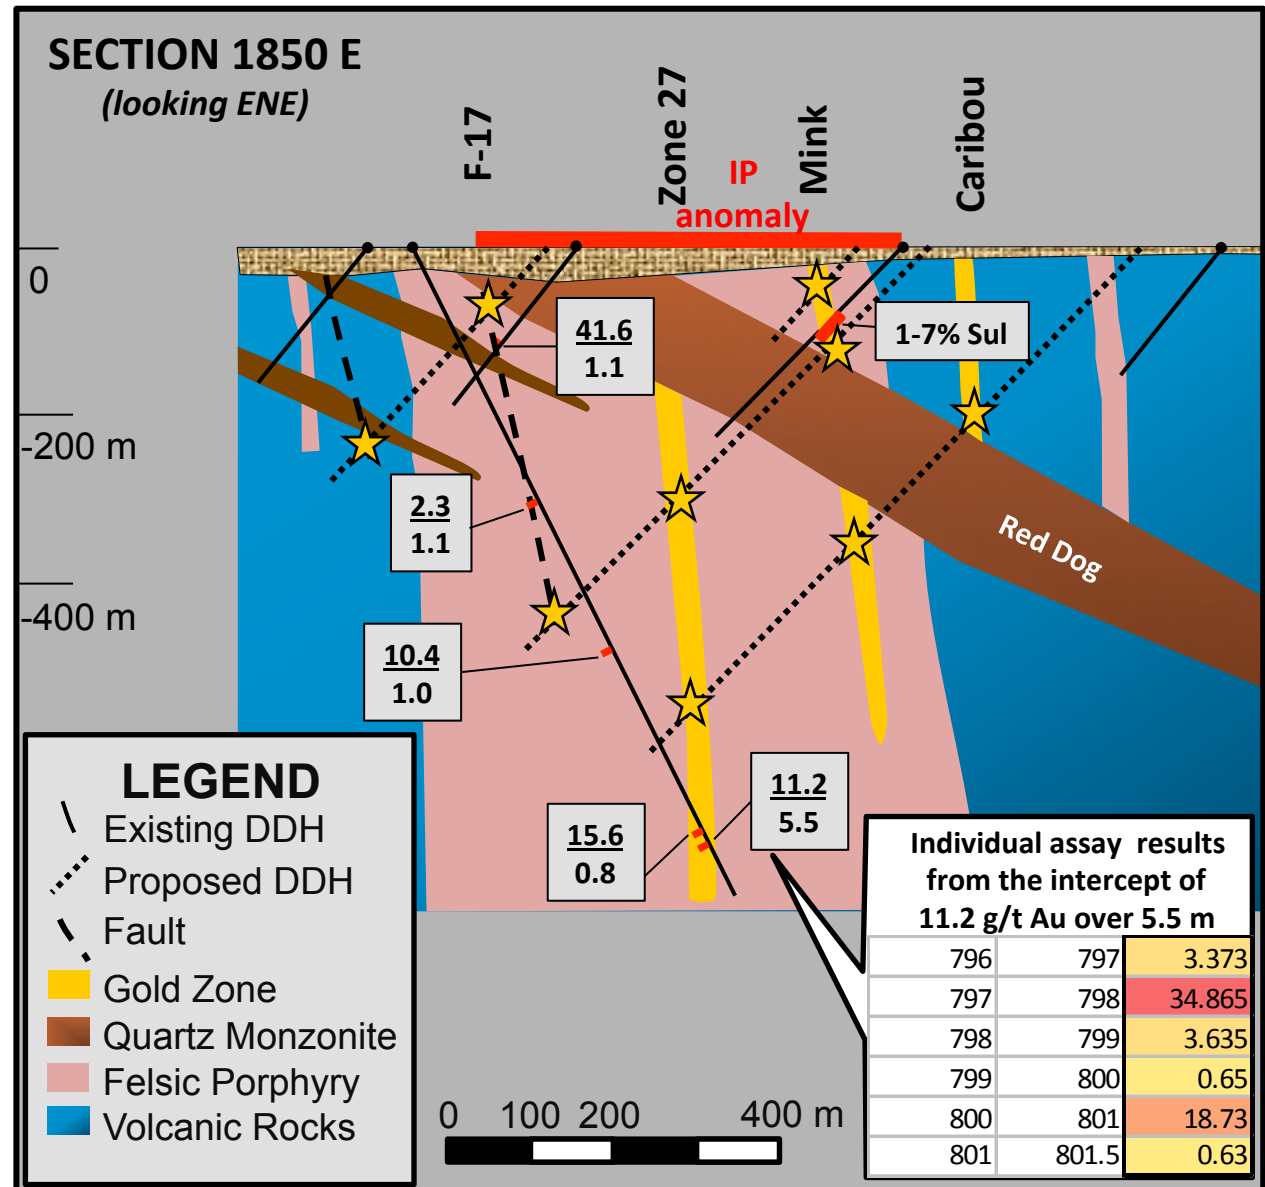 SECTION 1850 E
(looking ENE)
F-17
Zone 27
Mink
Caribou
IP
anomaly
0
-200 m
-400 m
41.6
1.1
1-7% Sul
2.3
1.1
Red Dog
10.4
1.0
11.2
5.5
15.6
0.8
LEGEND
Existing DDH
Proposed DDH
Fault
Gold Zone
Quartz Monzonite
Felsic Porphyry
Volcanic Rocks
0 100 200 400 m
Individual assay results
from the intercept of
11.2 g/t Au over 5.5 m
796 797 3.373
797 798 34.865
798 799 3.635
799 800 0.65
800 801 18.73
801 801.5 0.63